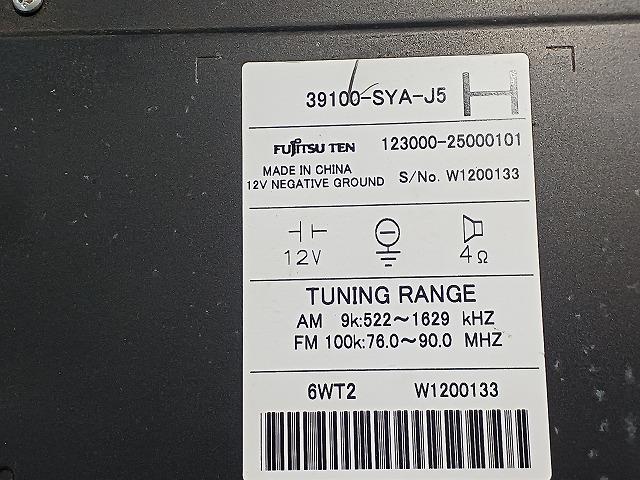 39100-SYA-J5 H
FUJITSU TEN 123000-25000101
MADE IN CHINA
12V NEGATIVE GROUND S/No. W1200133
12V 4Ω
TUNING RANGE
AM 9k:522～1629 kHZ
FM 100k:76.0～90.0 MHZ
6WT2 W1200133